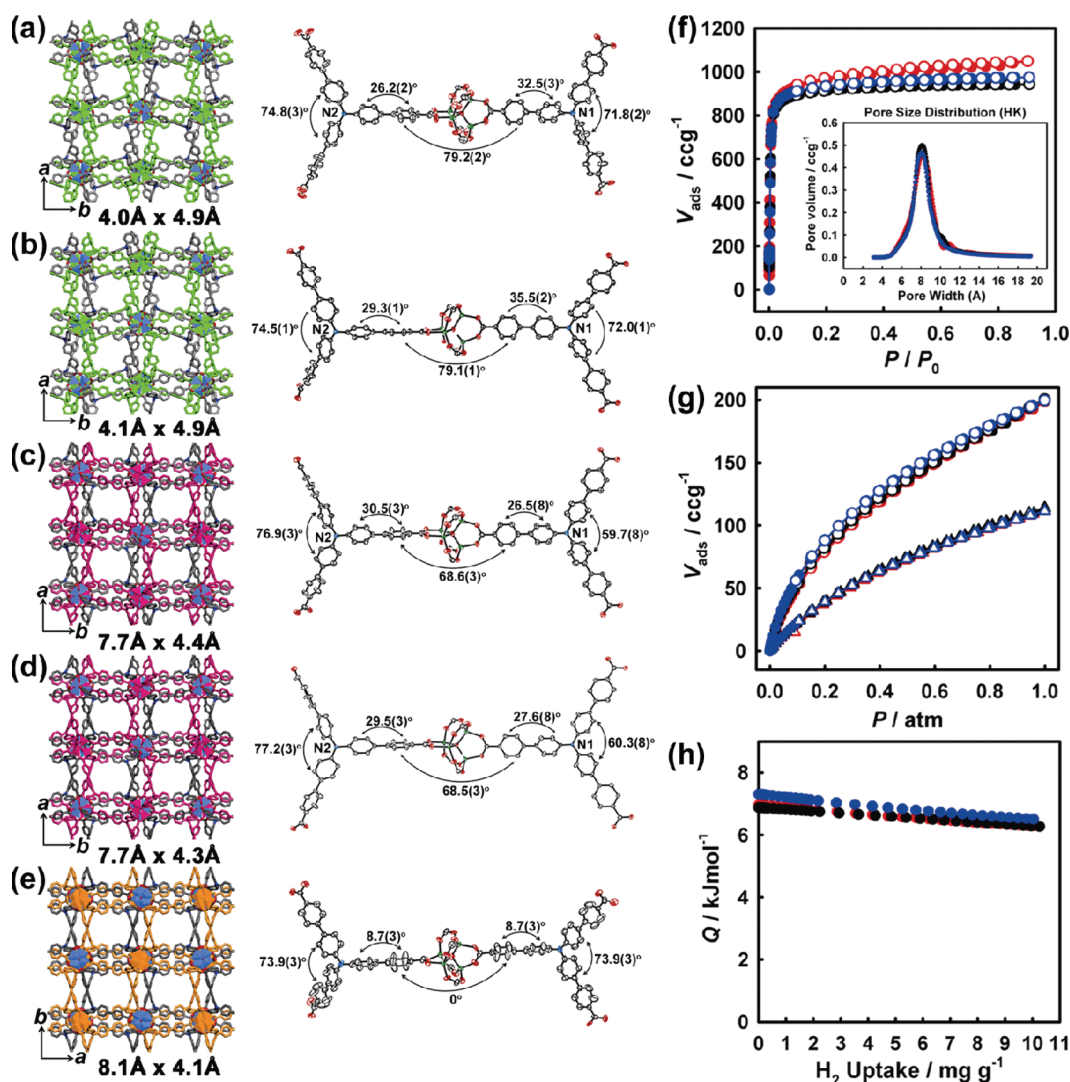 (a)
a
b
4.0Å x 4.9Å
74.8(3)°
N2
26.2(2)°
79.2(2)°
32.5(3)°
N1
71.8(2)°
(b)
a
b
4.1Å x 4.9Å
74.5(1)°
N2
29.3(1)°
79.1(1)°
35.5(2)°
N1
72.0(1)°
(c)
a
b
7.7Å x 4.4Å
76.9(3)°
N2
30.5(3)°
68.6(3)°
26.5(8)°
N1
59.7(8)°
(d)
a
b
7.7Å x 4.3Å
77.2(3)°
N2
29.5(3)°
68.5(3)°
27.6(8)°
N1
60.3(8)°
(e)
b
a
8.1Å x 4.1Å
73.9(3)°
8.7(3)°
0°
8.7(3)°
73.9(3)°
(f)
1200
1000
800
600
400
200
0
Vads / ccg-1
0.0 0.2 0.4 0.6 0.8 1.0
P / P0
Pore Size Distribution (HK)
0.6
0.5
0.4
0.3
0.2
0.1
0.0
Pore volume / ccg-1
2 4 6 8 10 12 14 16 18 20
Pore Width (Å)
(g)
200
150
100
50
0
Vads / ccg-1
0.0 0.2 0.4 0.6 0.8 1.0
P / atm
(h)
8
6
4
2
0
Q / kJmol-1
0 1 2 3 4 5 6 7 8 9 10 11
H2 Uptake / mg g-1